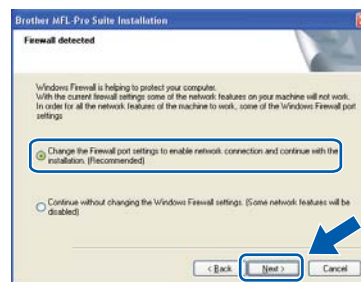 Brother MFL-Pro Suite Installation
Firewall detected
Windows Firewall is helping to protect your computer.
With the current firewall settings some of the network features on your machine will not work.
In order for all the network features of the machine to work, some of the Windows Firewall port
settings
Change the Firewall port settings to enable network connection and continue with the
installation. (Recommended)
Continue without changing the Windows Firewall settings. (Some network features will be
disabled)
< Back
Next >
Cancel